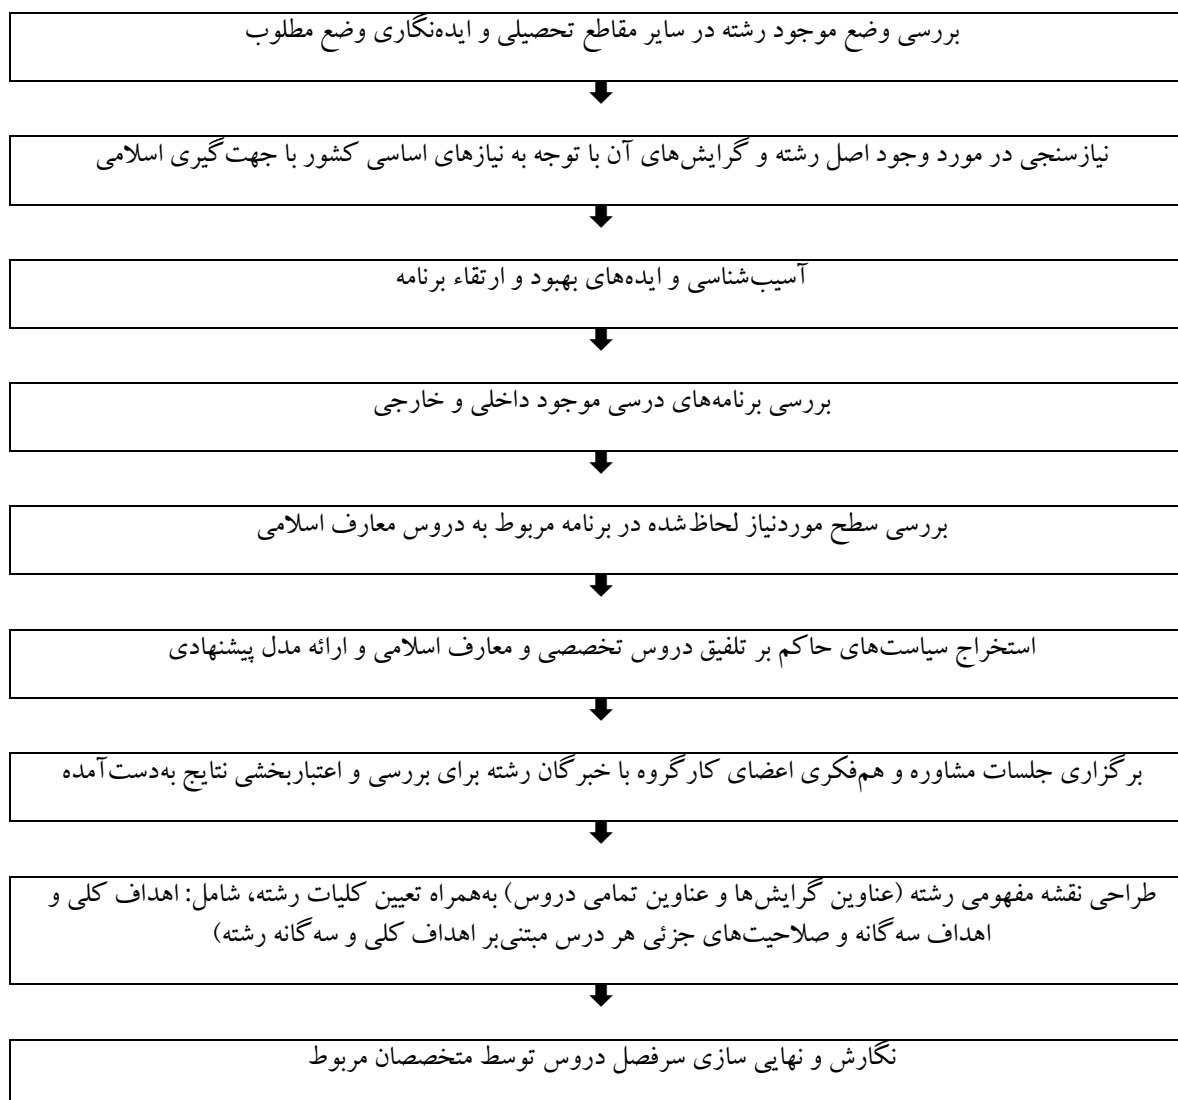 بررسی وضع موجود رشته در سایر مقاطع تحصیلی و ایده‌نگاری وضع مطلوب
نیازسنجی در مورد وجود اصل رشته و گرایش‌های آن با توجه به نیازهای اساسی کشور با جهت‌گیری اسلامی
آسیب‌شناسی و ایده‌های بهبود و ارتقاء برنامه
بررسی برنامه‌های درسی موجود داخلی و خارجی
بررسی سطح موردنیاز لحاظ‌شده در برنامه مربوط به دروس معارف اسلامی
استخراج سیاست‌های حاکم بر تلفیق دروس تخصصی و معارف اسلامی و ارائه مدل پیشنهادی
برگزاری جلسات مشاوره و هم‌فکری اعضای کارگروه با خبرگان رشته برای بررسی و اعتباربخشی نتایج به‌دست‌آمده
طراحی نقشه مفهومی رشته (عناوین گرایش‌ها و عناوین تمامی دروس) به‌همراه تعیین کلیات رشته، شامل: اهداف کلی و
اهداف سه‌گانه و صلاحیت‌های جزئی هر درس مبتنی‌بر اهداف کلی و سه‌گانه رشته)
نگارش و نهایی سازی سرفصل دروس توسط متخصصان مربوط